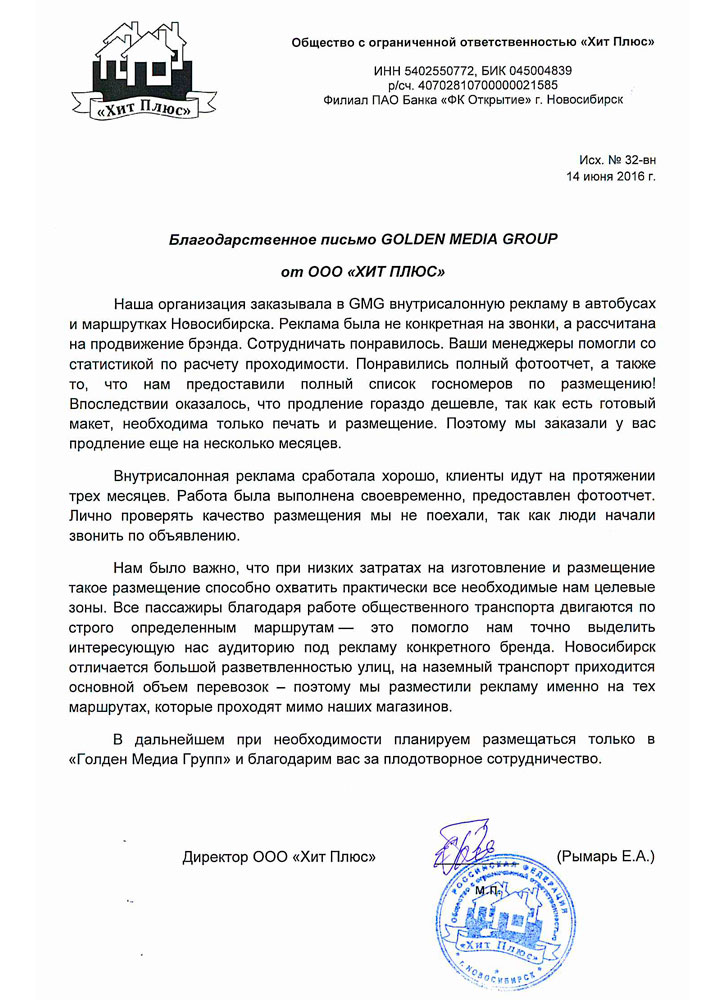 «Хит Плюс»
Общество с ограниченной ответственностью «Хит Плюс»
ИНН 5402550772, БИК 045004839
р/сч. 40702810700000021585
Филиал ПАО Банка «ФК Открытие» г. Новосибирск
Исх. № 32-вн
14 июня 2016 г.
Благодарственное письмо GOLDEN MEDIA GROUP
от ООО «ХИТ ПЛЮС»
Наша организация заказывала в GMG внутрисалонную рекламу в автобусах
и маршрутках Новосибирска. Реклама была не конкретная на звонки, а рассчитана
на продвижение брэнда. Сотрудничать понравилось. Ваши менеджеры помогли со
статистикой по расчету проходимости. Понравились полный фотоотчет, а также
то, что нам предоставили полный список госномеров по размещению!
Впоследствии оказалось, что продление гораздо дешевле, так как есть готовый
макет, необходима только печать и размещение. Поэтому мы заказали у вас
продление еще на несколько месяцев.
Внутрисалонная реклама сработала хорошо, клиенты идут на протяжении
трех месяцев. Работа была выполнена своевременно, предоставлен фотоотчет.
Лично проверять качество размещения мы не поехали, так как люди начали
звонить по объявлению.
Нам было важно, что при низких затратах на изготовление и размещение
такое размещение способно охватить практически все необходимые нам целевые
зоны. Все пассажиры благодаря работе общественного транспорта двигаются по
строго определенным маршрутам — это помогло нам точно выделить
интересующую нас аудиторию под рекламу конкретного бренда. Новосибирск
отличается большой разветвленностью улиц, на наземный транспорт приходится
основной объем перевозок – поэтому мы разместили рекламу именно на тех
маршрутах, которые проходят мимо наших магазинов.
В дальнейшем при необходимости планируем размещаться только в
«Голден Медиа Групп» и благодарим вас за плодотворное сотрудничество.
Директор ООО «Хит Плюс» (Рымарь Е.А.)
м.п.
РОССИЙСКАЯ ФЕДЕРАЦИЯ
Общество с ограниченной ответственностью
«Хит Плюс»
г. НОВОСИБИРСК